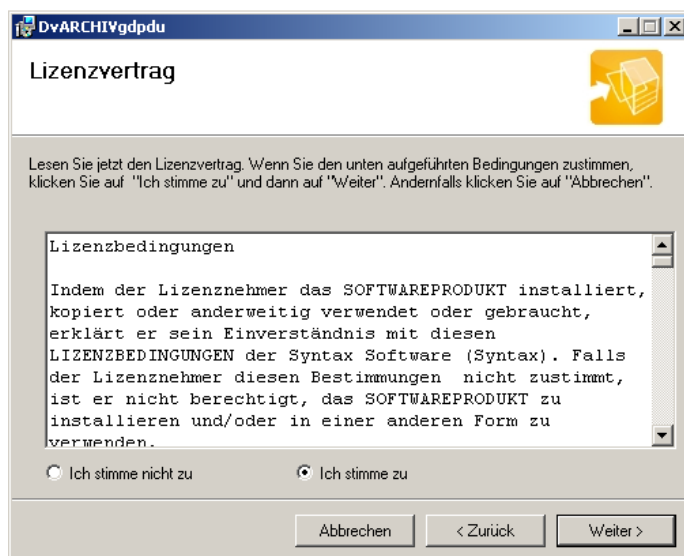 DvARCHIVgdpdu
Lizenzvertrag
Lesen Sie jetzt den Lizenzvertrag. Wenn Sie den unten aufgeführten Bedingungen zustimmen,
klicken Sie auf "Ich stimme zu" und dann auf "Weiter". Andernfalls klicken Sie auf "Abbrechen".
Lizenzbedingungen
Indem der Lizenznehmer das SOFTWAREPRODUKT installiert,
kopiert oder anderweitig verwendet oder gebraucht,
erklärt er sein Einverständnis mit diesen
LIZENZBEDINGUNGEN der Syntax Software (Syntax). Falls
der Lizenznehmer diesen Bestimmungen  nicht zustimmt,
ist er nicht berechtigt, das SOFTWAREPRODUKT zu
installieren und/oder in einer anderen Form zu
verwenden.
Ich stimme nicht zu
Ich stimme zu
Abbrechen
< Zurück
Weiter >